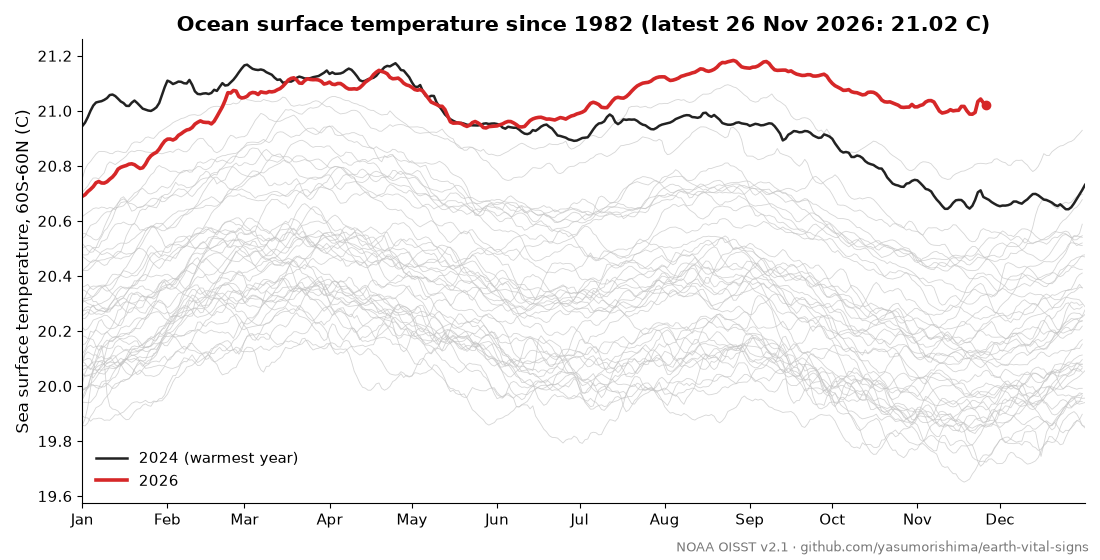 Ocean surface temperature since 1982 (latest 26 Nov 2026: 21.02 C)
Sea surface temperature, 60S-60N (C)
21.2
21.0
20.8
20.6
20.4
20.2
20.0
19.8
19.6
2024 (warmest year)
2026
Jan Feb Mar Apr May Jun Jul Aug Sep Oct Nov Dec
NOAA OISST v2.1 · github.com/yasumorishima/earth-vital-signs